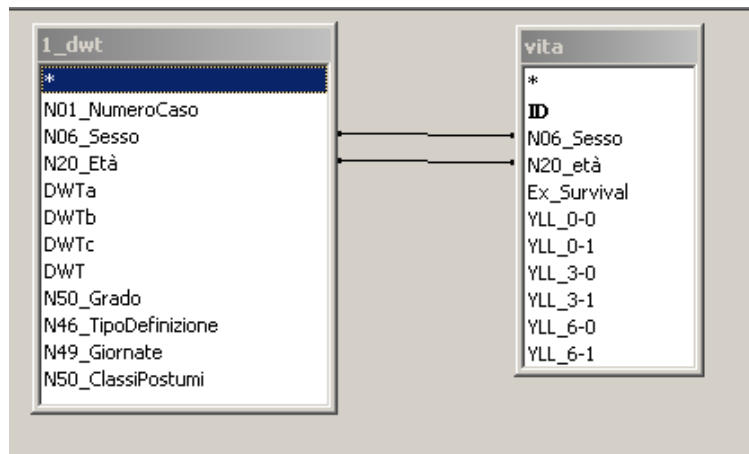 1_dwt
*
N01_NumeroCaso
N06_Sesso
N20_Età
DWTa
DWTb
DWTc
DWT
N50_Grado
N46_TipoDefinizione
N49_Giornate
N50_ClassiPostumi
vita
*
ID
N06_Sesso
N20_età
Ex_Survival
YLL_0-0
YLL_0-1
YLL_3-0
YLL_3-1
YLL_6-0
YLL_6-1